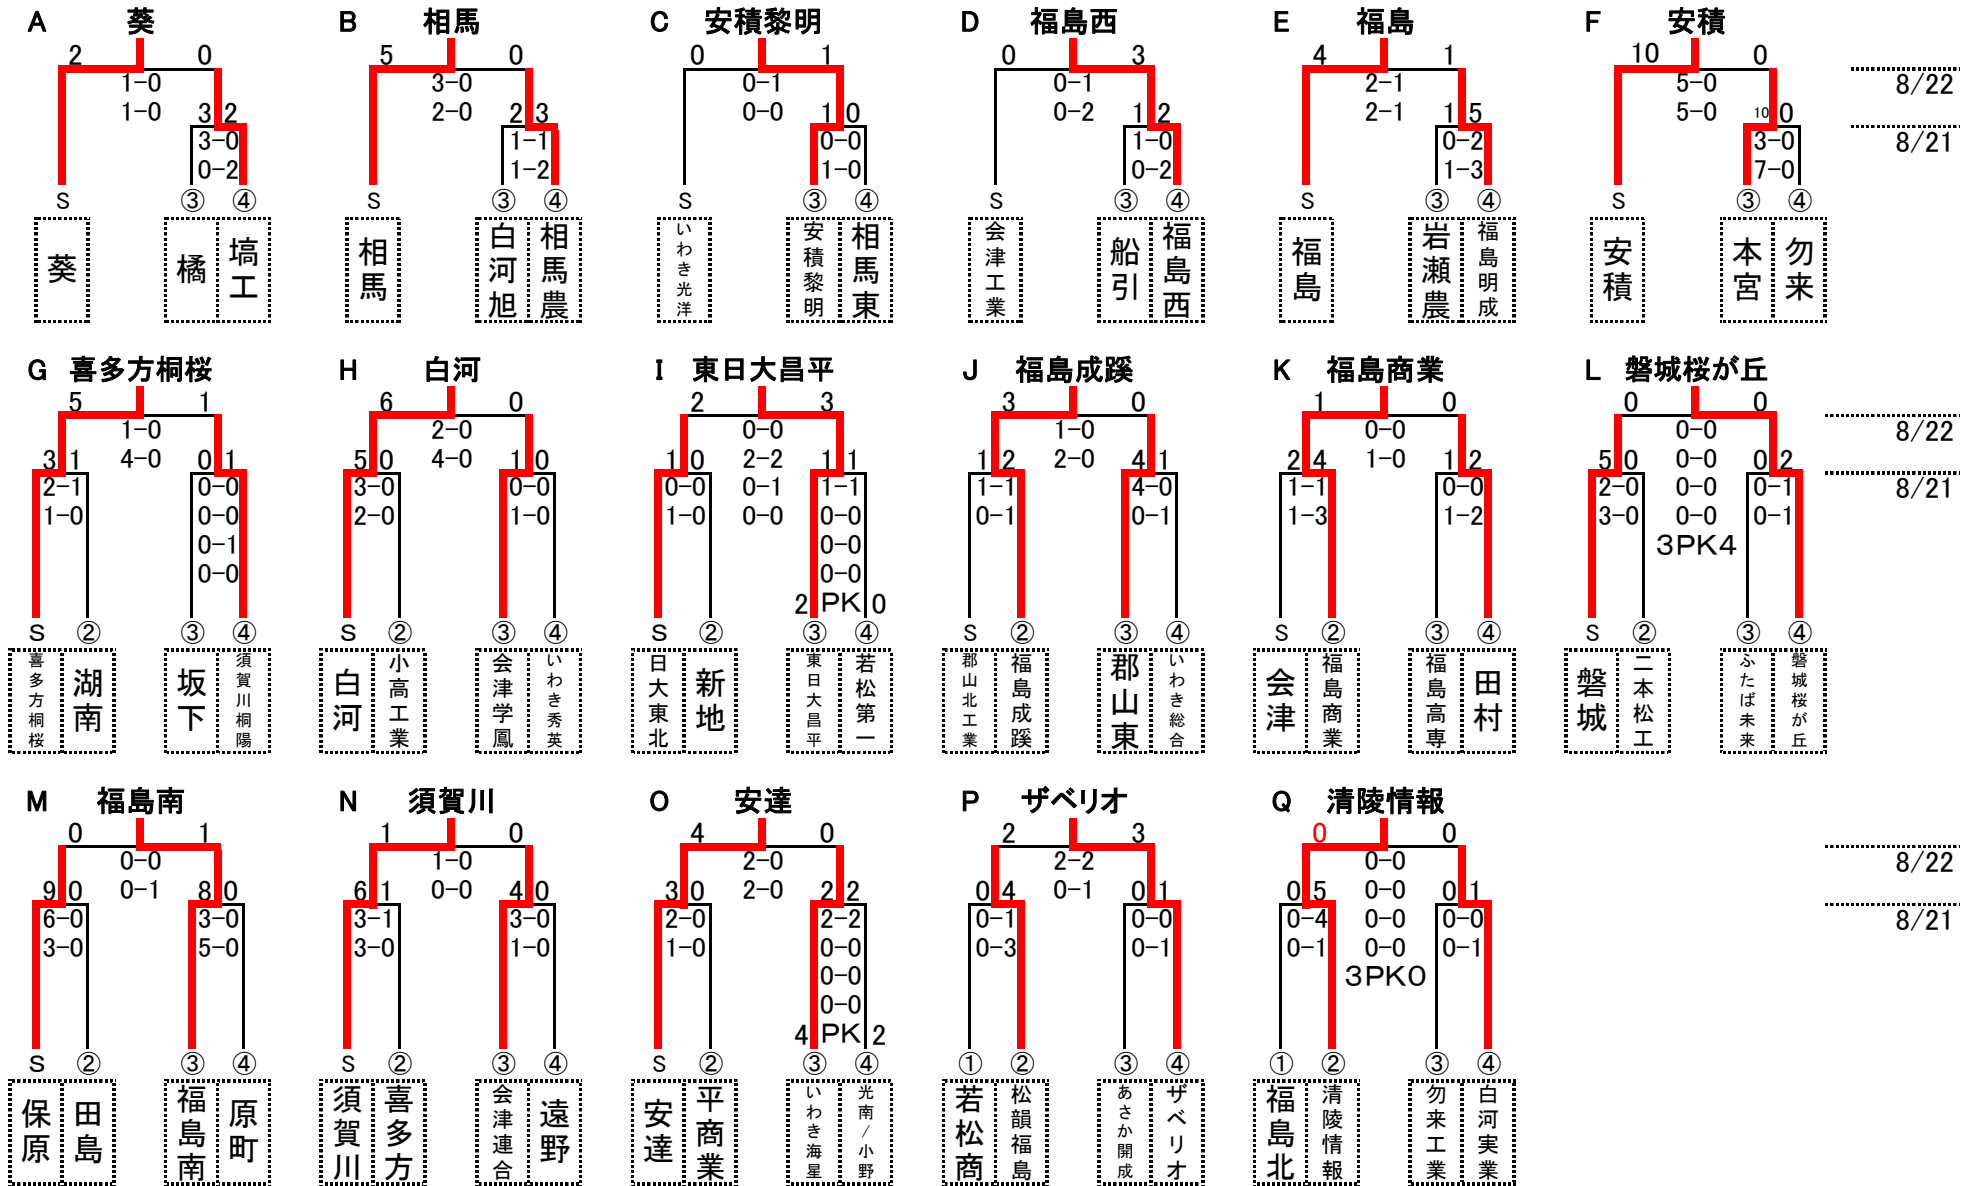 A 葵
B 相馬
C 安積黎明
D 福島西
E 福島
F 安積
2 0
5 0
0 1
0 3
4 1
10 0
1-0
3-0
0-1
0-1
2-1
5-0
8/22
1-0
2-0
0-0
0-2
2-1
5-0
3 2
2 3
1 0
1 2
1 5
10 0
3-0
1-1
0-0
1-0
0-2
3-0
8/21
0-2
1-2
1-0
0-2
1-3
7-0
S ③ ④
S ③ ④
S ③ ④
S ③ ④
S ③ ④
S ③ ④
葵
橘
塙工
相馬
白河旭
相馬農
いわき光洋
安積黎明
相馬東
会津工業
船引
福島西
福島
岩瀬農
福島明成
安積
本宮
勿来
G 喜多方桐桜
H 白河
I 東日大昌平
J 福島成蹊
K 福島商業
L 磐城桜が丘
5 1
6 0
2 3
3 0
1 0
0 0
1-0
2-0
0-0
1-0
0-0
0-0
8/22
4-0
4-0
2-2
2-0
1-0
0-0
0-1
0-0
0-0
0-0
3PK4
3 1
0 1
5 0
1 0
1 0
1 1
1 2
4 1
2 4
1 2
5 0
0 2
2-1
0-0
3-0
0-0
0-0
1-1
1-1
4-0
1-1
0-0
2-0
0-1
8/21
1-0
0-0
2-0
1-0
1-0
0-0
0-1
0-1
1-3
1-2
3-0
0-1
0-1
0-0
0-0
0-0
2 PK 0
S ② ③ ④
S ② ③ ④
S ② ③ ④
S ② ③ ④
S ② ③ ④
S ② ③ ④
喜多方桐桜
湖南
坂下
須賀川桐陽
白河
小高工業
会津学鳳
いわき秀英
日大東北
新地
東日大昌平
若松第一
郡山北工業
福島成蹊
郡山東
いわき総合
会津
福島商業
福島高専
田村
磐城
二本松工
ふたば未来
磐城桜が丘
M 福島南
N 須賀川
O 安達
P ザベリオ
Q 清陵情報
0 1
1 0
4 0
2 3
0 0
0-0
1-0
2-0
2-2
0-0
8/22
0-1
0-0
2-0
0-1
0-0
0-0
0-0
3PK0
9 0
8 0
6 1
4 0
3 0
2 2
0 4
0 1
0 5
0 1
6-0
3-0
3-1
3-0
2-0
2-2
0-1
0-0
0-4
0-0
8/21
3-0
5-0
3-0
1-0
1-0
0-0
0-3
0-1
0-1
0-1
0-0
0-0
4 PK 2
S ② ③ ④
S ② ③ ④
S ② ③ ④
① ② ③ ④
① ② ③ ④
保原
田島
福島南
原町
須賀川
喜多方
会津連合
遠野
安達
平商業
いわき海星
光南/小野
若松商
松韻福島
あさか開成
ザベリオ
福島北
清陵情報
勿来工業
白河実業